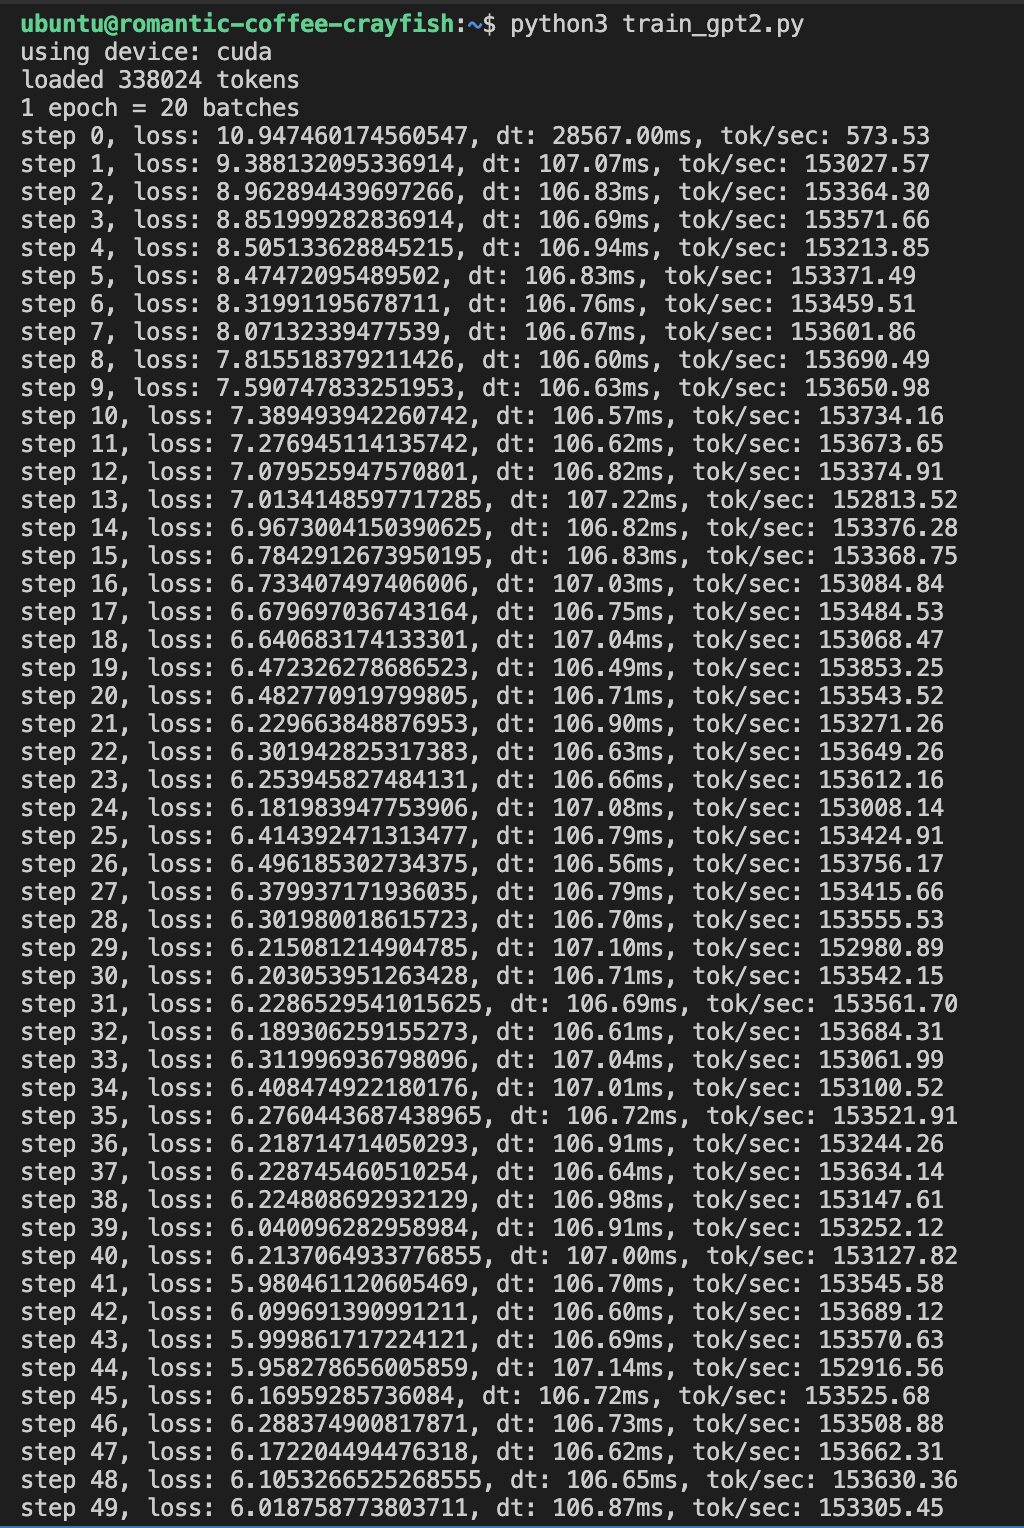 ubuntu@romantic-coffee-crayfish:~$ python3 train_gpt2.py
using device: cuda
loaded 338024 tokens
1 epoch = 20 batches
step 0, loss: 10.947460174560547, dt: 28567.00ms, tok/sec: 573.53
step 1, loss: 9.388132095336914, dt: 107.07ms, tok/sec: 153027.57
step 2, loss: 8.962894439697266, dt: 106.83ms, tok/sec: 153364.30
step 3, loss: 8.851999282836914, dt: 106.69ms, tok/sec: 153571.66
step 4, loss: 8.505133628845215, dt: 106.94ms, tok/sec: 153213.85
step 5, loss: 8.47472095489502, dt: 106.83ms, tok/sec: 153371.49
step 6, loss: 8.31991195678711, dt: 106.76ms, tok/sec: 153459.51
step 7, loss: 8.07132339477539, dt: 106.67ms, tok/sec: 153601.86
step 8, loss: 7.815518379211426, dt: 106.60ms, tok/sec: 153690.49
step 9, loss: 7.590747833251953, dt: 106.63ms, tok/sec: 153650.98
step 10, loss: 7.389493942260742, dt: 106.57ms, tok/sec: 153734.16
step 11, loss: 7.276945114135742, dt: 106.62ms, tok/sec: 153673.65
step 12, loss: 7.079525947570801, dt: 106.82ms, tok/sec: 153374.91
step 13, loss: 7.0134148597717285, dt: 107.22ms, tok/sec: 152813.52
step 14, loss: 6.9673004150390625, dt: 106.82ms, tok/sec: 153376.28
step 15, loss: 6.7842912673950195, dt: 106.83ms, tok/sec: 153368.75
step 16, loss: 6.733407497406006, dt: 107.03ms, tok/sec: 153084.84
step 17, loss: 6.679697036743164, dt: 106.75ms, tok/sec: 153484.53
step 18, loss: 6.640683174133301, dt: 107.04ms, tok/sec: 153068.47
step 19, loss: 6.472326278686523, dt: 106.49ms, tok/sec: 153853.25
step 20, loss: 6.482770919799805, dt: 106.71ms, tok/sec: 153543.52
step 21, loss: 6.229663848876953, dt: 106.90ms, tok/sec: 153271.26
step 22, loss: 6.301942825317383, dt: 106.63ms, tok/sec: 153649.26
step 23, loss: 6.253945827484131, dt: 106.66ms, tok/sec: 153612.16
step 24, loss: 6.181983947753906, dt: 107.08ms, tok/sec: 153008.14
step 25, loss: 6.414392471313477, dt: 106.79ms, tok/sec: 153424.91
step 26, loss: 6.496185302734375, dt: 106.56ms, tok/sec: 153756.17
step 27, loss: 6.379937171936035, dt: 106.79ms, tok/sec: 153415.66
step 28, loss: 6.301980018615723, dt: 106.70ms, tok/sec: 153555.53
step 29, loss: 6.215081214904785, dt: 107.10ms, tok/sec: 152980.89
step 30, loss: 6.203053951263428, dt: 106.71ms, tok/sec: 153542.15
step 31, loss: 6.2286529541015625, dt: 106.69ms, tok/sec: 153561.70
step 32, loss: 6.189306259155273, dt: 106.61ms, tok/sec: 153684.31
step 33, loss: 6.311996936798096, dt: 107.04ms, tok/sec: 153061.99
step 34, loss: 6.408474922180176, dt: 107.01ms, tok/sec: 153100.52
step 35, loss: 6.2760443687438965, dt: 106.72ms, tok/sec: 153521.91
step 36, loss: 6.218714714050293, dt: 106.91ms, tok/sec: 153244.26
step 37, loss: 6.228745460510254, dt: 106.64ms, tok/sec: 153634.14
step 38, loss: 6.224808692932129, dt: 106.98ms, tok/sec: 153147.61
step 39, loss: 6.040096282958984, dt: 106.91ms, tok/sec: 153252.12
step 40, loss: 6.2137064933776855, dt: 107.00ms, tok/sec: 153127.82
step 41, loss: 5.980461120605469, dt: 106.70ms, tok/sec: 153545.58
step 42, loss: 6.099691390991211, dt: 106.60ms, tok/sec: 153689.12
step 43, loss: 5.999861717224121, dt: 106.69ms, tok/sec: 153570.63
step 44, loss: 5.958278656005859, dt: 107.14ms, tok/sec: 152916.56
step 45, loss: 6.16959285736084, dt: 106.72ms, tok/sec: 153525.68
step 46, loss: 6.288374900817871, dt: 106.73ms, tok/sec: 153508.88
step 47, loss: 6.172204494476318, dt: 106.62ms, tok/sec: 153662.31
step 48, loss: 6.1053266525268555, dt: 106.65ms, tok/sec: 153630.36
step 49, loss: 6.018758773803711, dt: 106.87ms, tok/sec: 153305.45